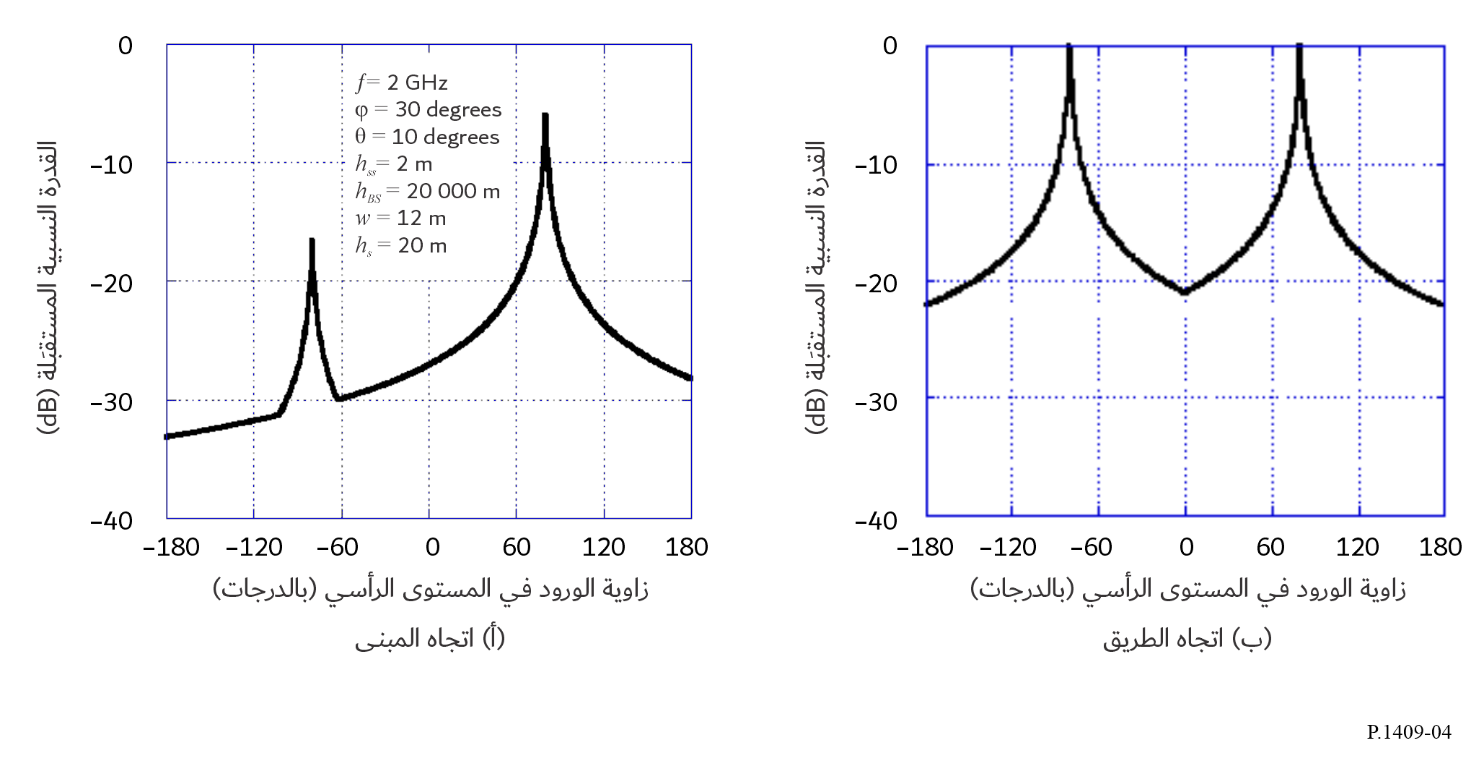 0
−10
−20
−30
−40
−180 −120 −60 0 60 120 180
القدرة النسبية المستقبَلة (dB)
f = 2 GHz
φ = 30 degrees
θ = 10 degrees
hss = 2 m
hBS = 20 000 m
w = 12 m
hs = 20 m
زاوية الورود في المستوى الرأسي (بالدرجات)
(أ) اتجاه المبنى
0
−10
−20
−30
−40
−180 −120 −60 0 60 120 180
القدرة النسبية المستقبَلة (dB)
زاوية الورود في المستوى الرأسي (بالدرجات)
(ب) اتجاه الطريق
P.1409-04